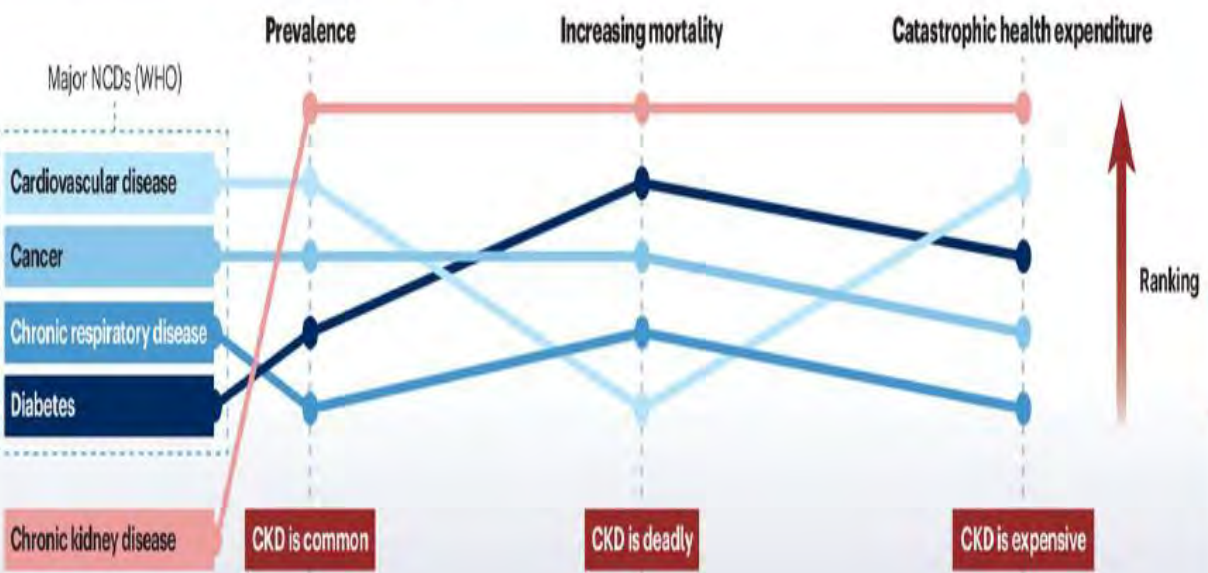 Prevalence
Increasing mortality
Catastrophic health expenditure
Major NCDs (WHO)
Cardiovascular disease
Cancer
Chronic respiratory disease
Diabetes
Chronic kidney disease
Ranking
CKD is common
CKD is deadly
CKD is expensive